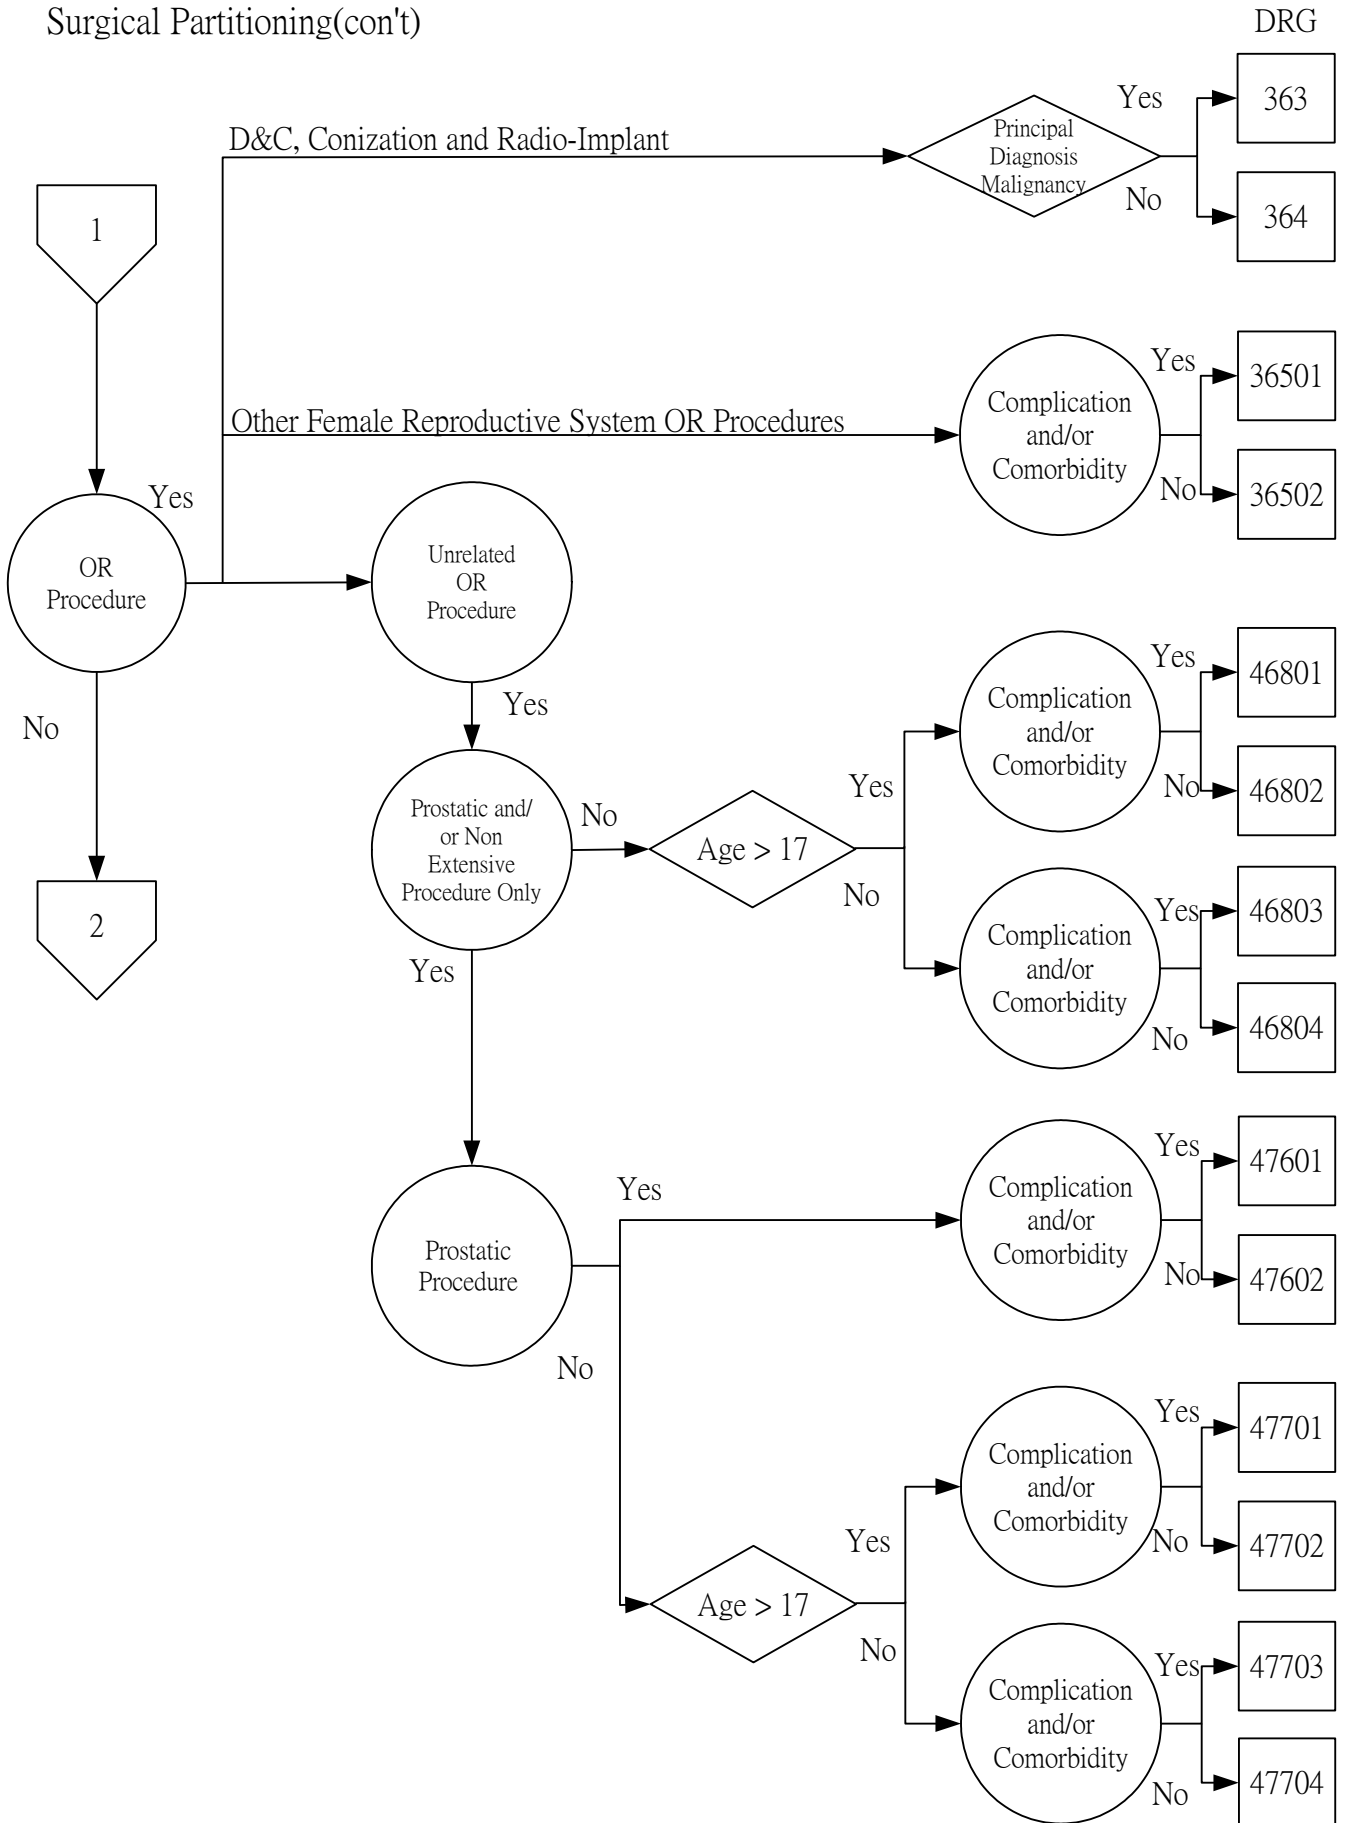 Surgical Partitioning(con't)
DRG
Yes
363
D&C, Conization and Radio-Implant
Principal
Diagnosis
Malignancy
No
364
1
Yes
36501
Other Female Reproductive System OR Procedures
Complication
and/or
Comorbidity
No
36502
Yes
OR
Procedure
Unrelated
OR
Procedure
Yes
No
2
Prostatic and/
or Non
Extensive
Procedure Only
No
Age > 17
Yes
Complication
and/or
Comorbidity
Yes
46801
No
46802
No
Complication
and/or
Comorbidity
Yes
46803
No
46804
Yes
Prostatic
Procedure
Yes
Complication
and/or
Comorbidity
Yes
47601
No
47602
No
Age > 17
Yes
Complication
and/or
Comorbidity
Yes
47701
No
47702
No
Complication
and/or
Comorbidity
Yes
47703
No
47704